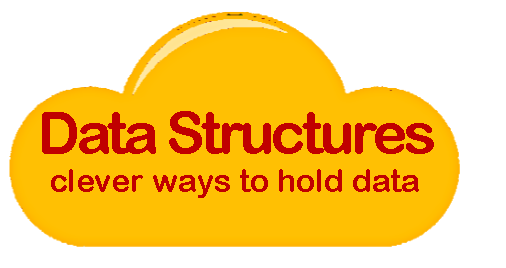 Data Structures
clever ways to hold data